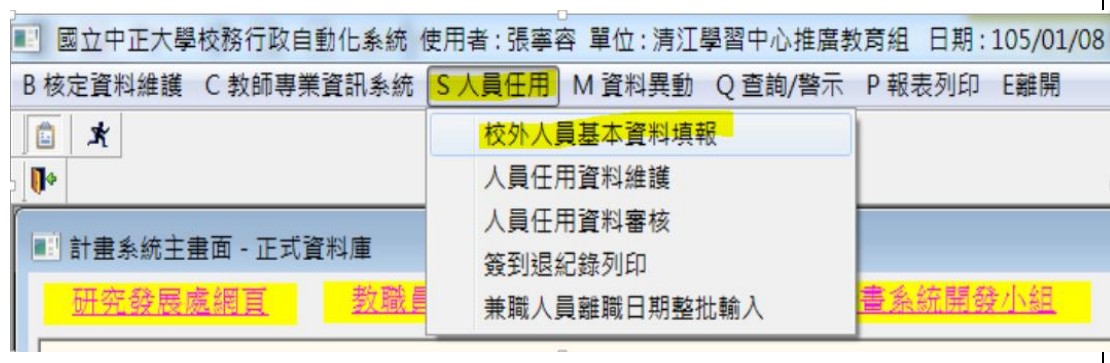 國立中正大學校務行政自動化系統 使用者:張寧容 單位:清江學習中心推廣教育組 日期:105/01/08
B 核定資料維護 C 教師專業資訊系統 S 人員任用 M 資料異動 Q 查詢/警示 P 報表列印 E離開
校外人員基本資料填報
人員任用資料維護
人員任用資料審核
簽到退紀錄列印
兼職人員離職日期整批輸入
計畫系統主畫面 - 正式資料庫
研究發展處網頁 教職員 畫系統開發小組